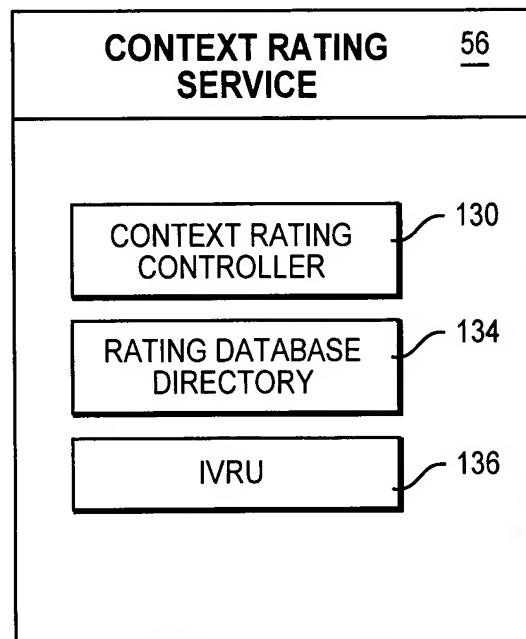 CONTEXT RATING
SERVICE
56
CONTEXT RATING
CONTROLLER
130
RATING DATABASE
DIRECTORY
134
IVRU
136